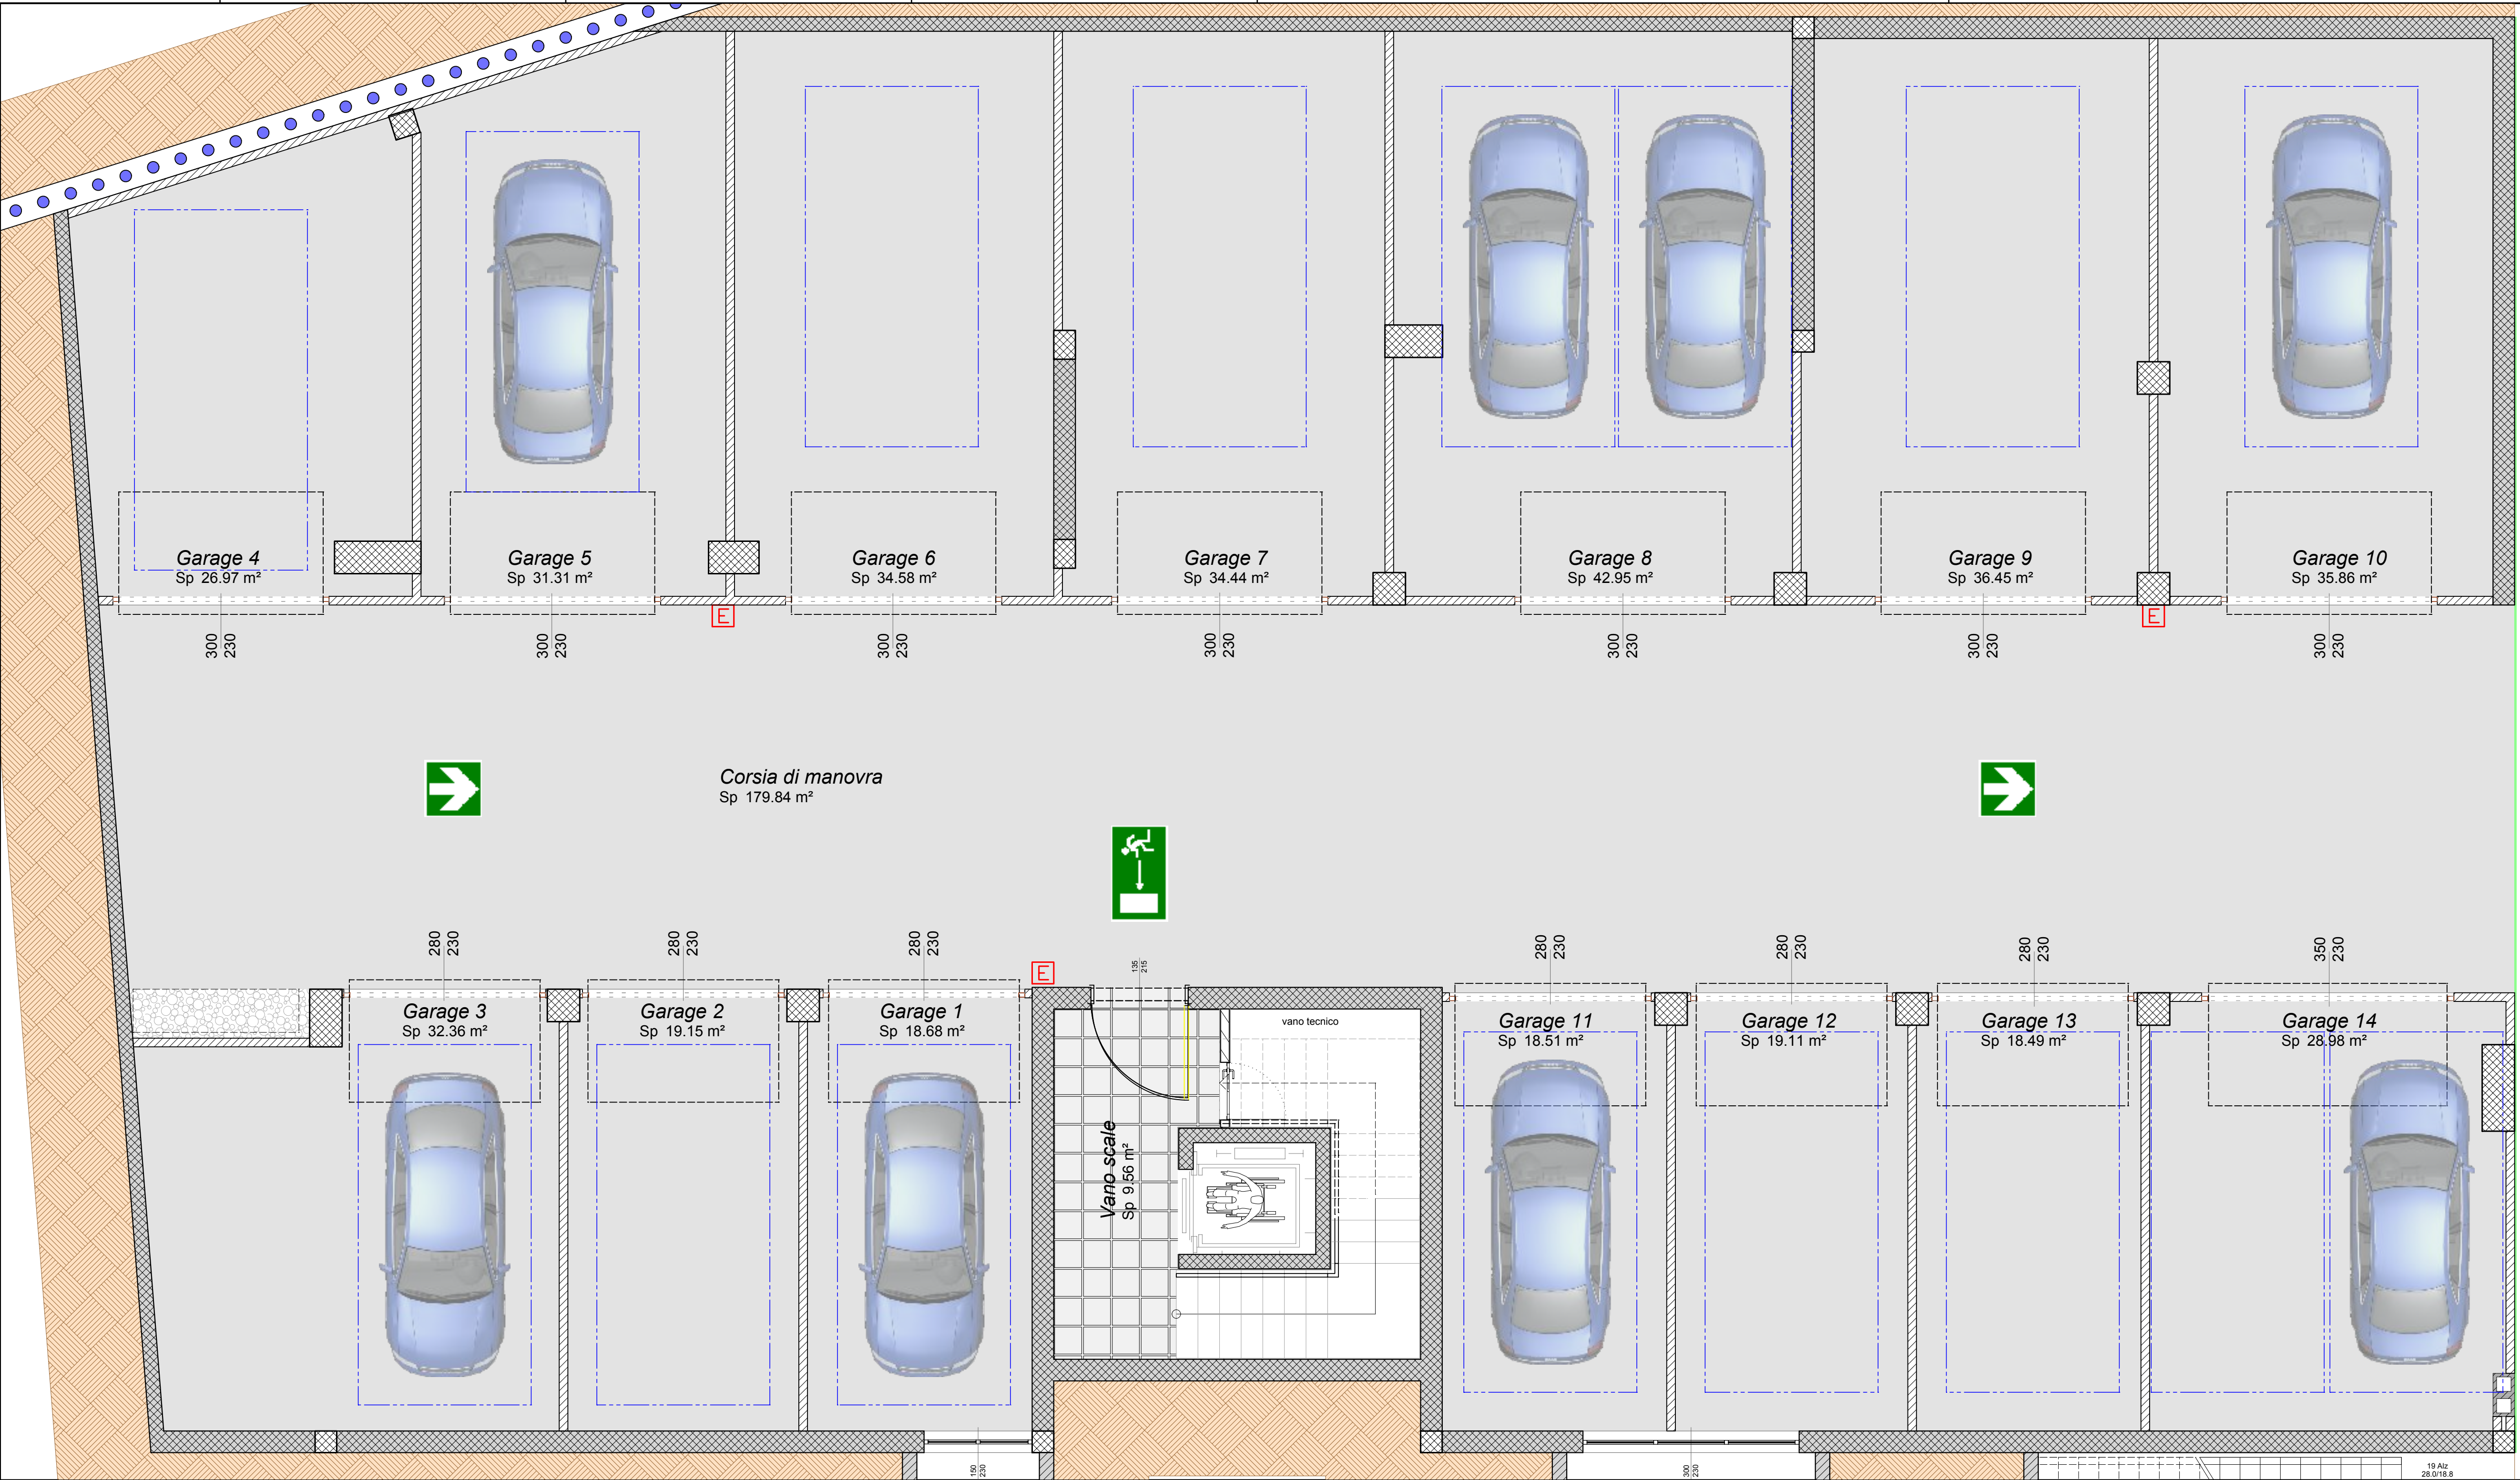 Garage 4
Sp 26.97 m²
Garage 5
Sp 31.31 m²
Garage 6
Sp 34.58 m²
Garage 7
Sp 34.44 m²
Garage 8
Sp 42.95 m²
Garage 9
Sp 36.45 m²
Garage 10
Sp 35.86 m²
E
E
300
230
300
230
300
230
300
230
300
230
300
230
300
230
Corsia di manovra
Sp 179.84 m²
280
230
280
230
280
230
E
135
215
280
230
280
230
280
230
350
230
Garage 3
Sp 32.36 m²
Garage 2
Sp 19.15 m²
Garage 1
Sp 18.68 m²
vano tecnico
Garage 11
Sp 18.51 m²
Garage 12
Sp 19.11 m²
Garage 13
Sp 18.49 m²
Garage 14
Sp 28.98 m²
Vano scale
Sp 9.56 m²
150
230
300
230
19 Alz
28.0/18.8